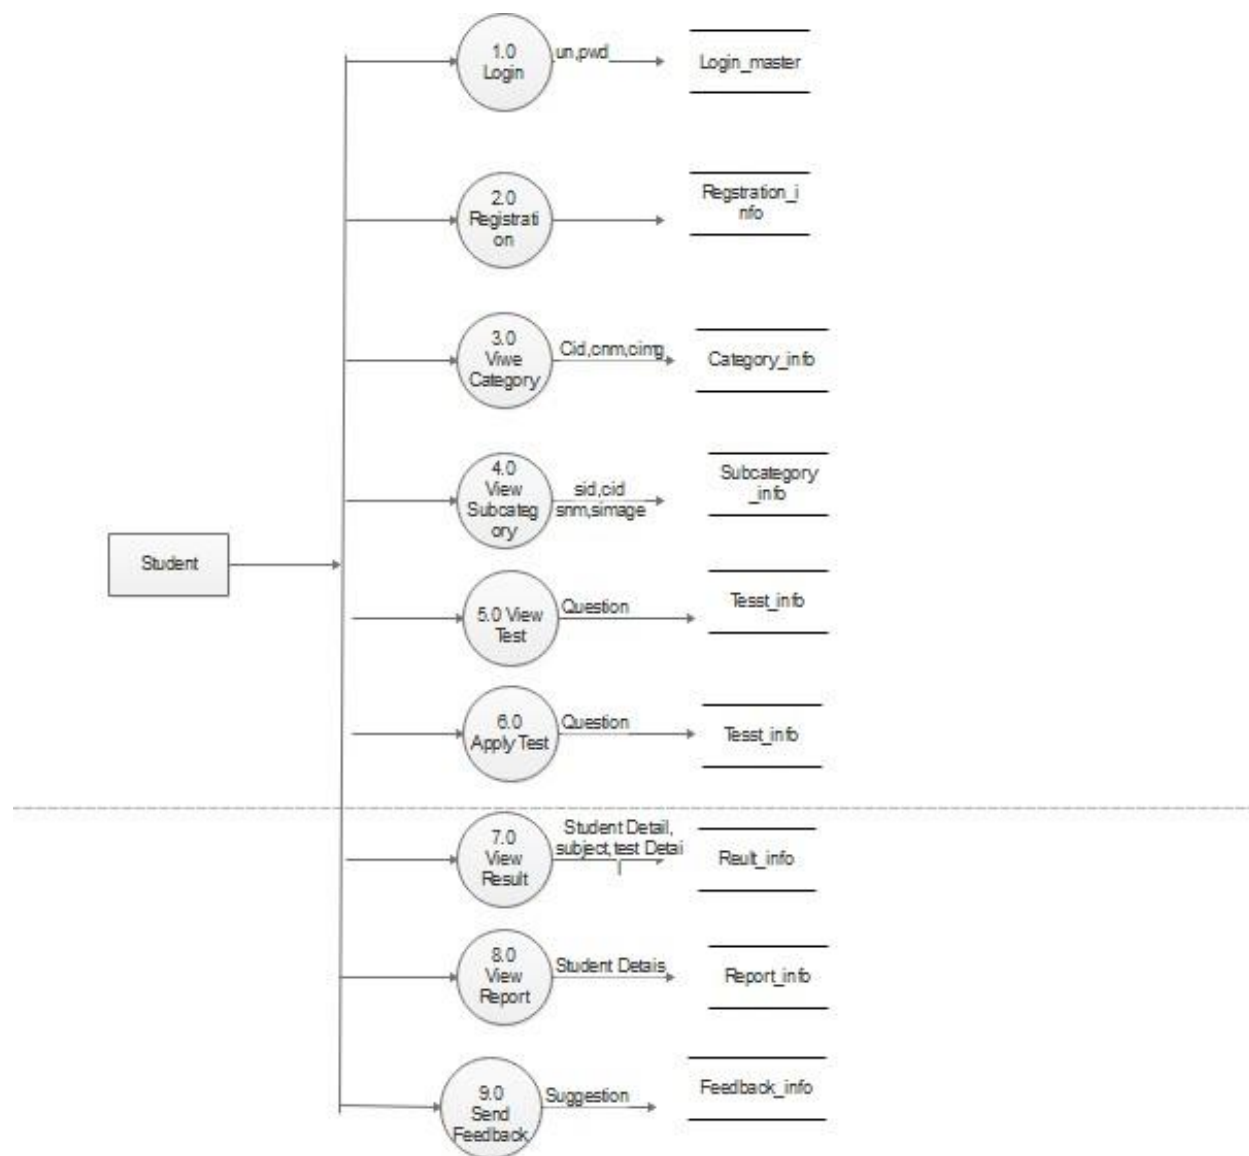 1.0
Login
un,pwd
Login_master
2.0
Registrati
on
Regstration_i
nfo
3.0
Viwe
Category
Cid,cnm,cimg
Category_info
4.0
View
Subcateg
ory
sid,cid
snm,simage
Subcategory
_info
Student
5.0 View
Test
Question
Tesst_info
6.0
Apply Test
Question
Tesst_info
7.0
View
Result
Student Detail,
subject,test Detai
l
Reult_info
8.0
View
Report
Student Detais
Report_info
9.0
Send
Feedback
Suggestion
Feedback_info